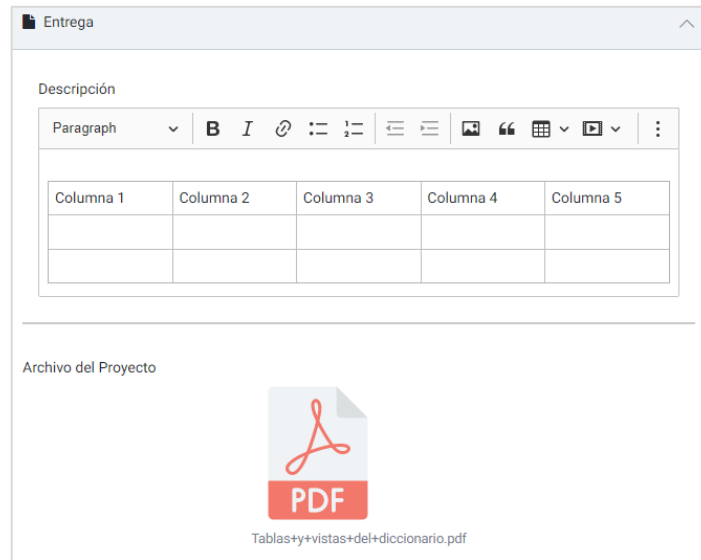 Entrega
Descripción
Paragraph
Columna 1 Columna 2 Columna 3 Columna 4 Columna 5
Archivo del Proyecto
PDF
Tablas+y+vistas+del+diccionario.pdf